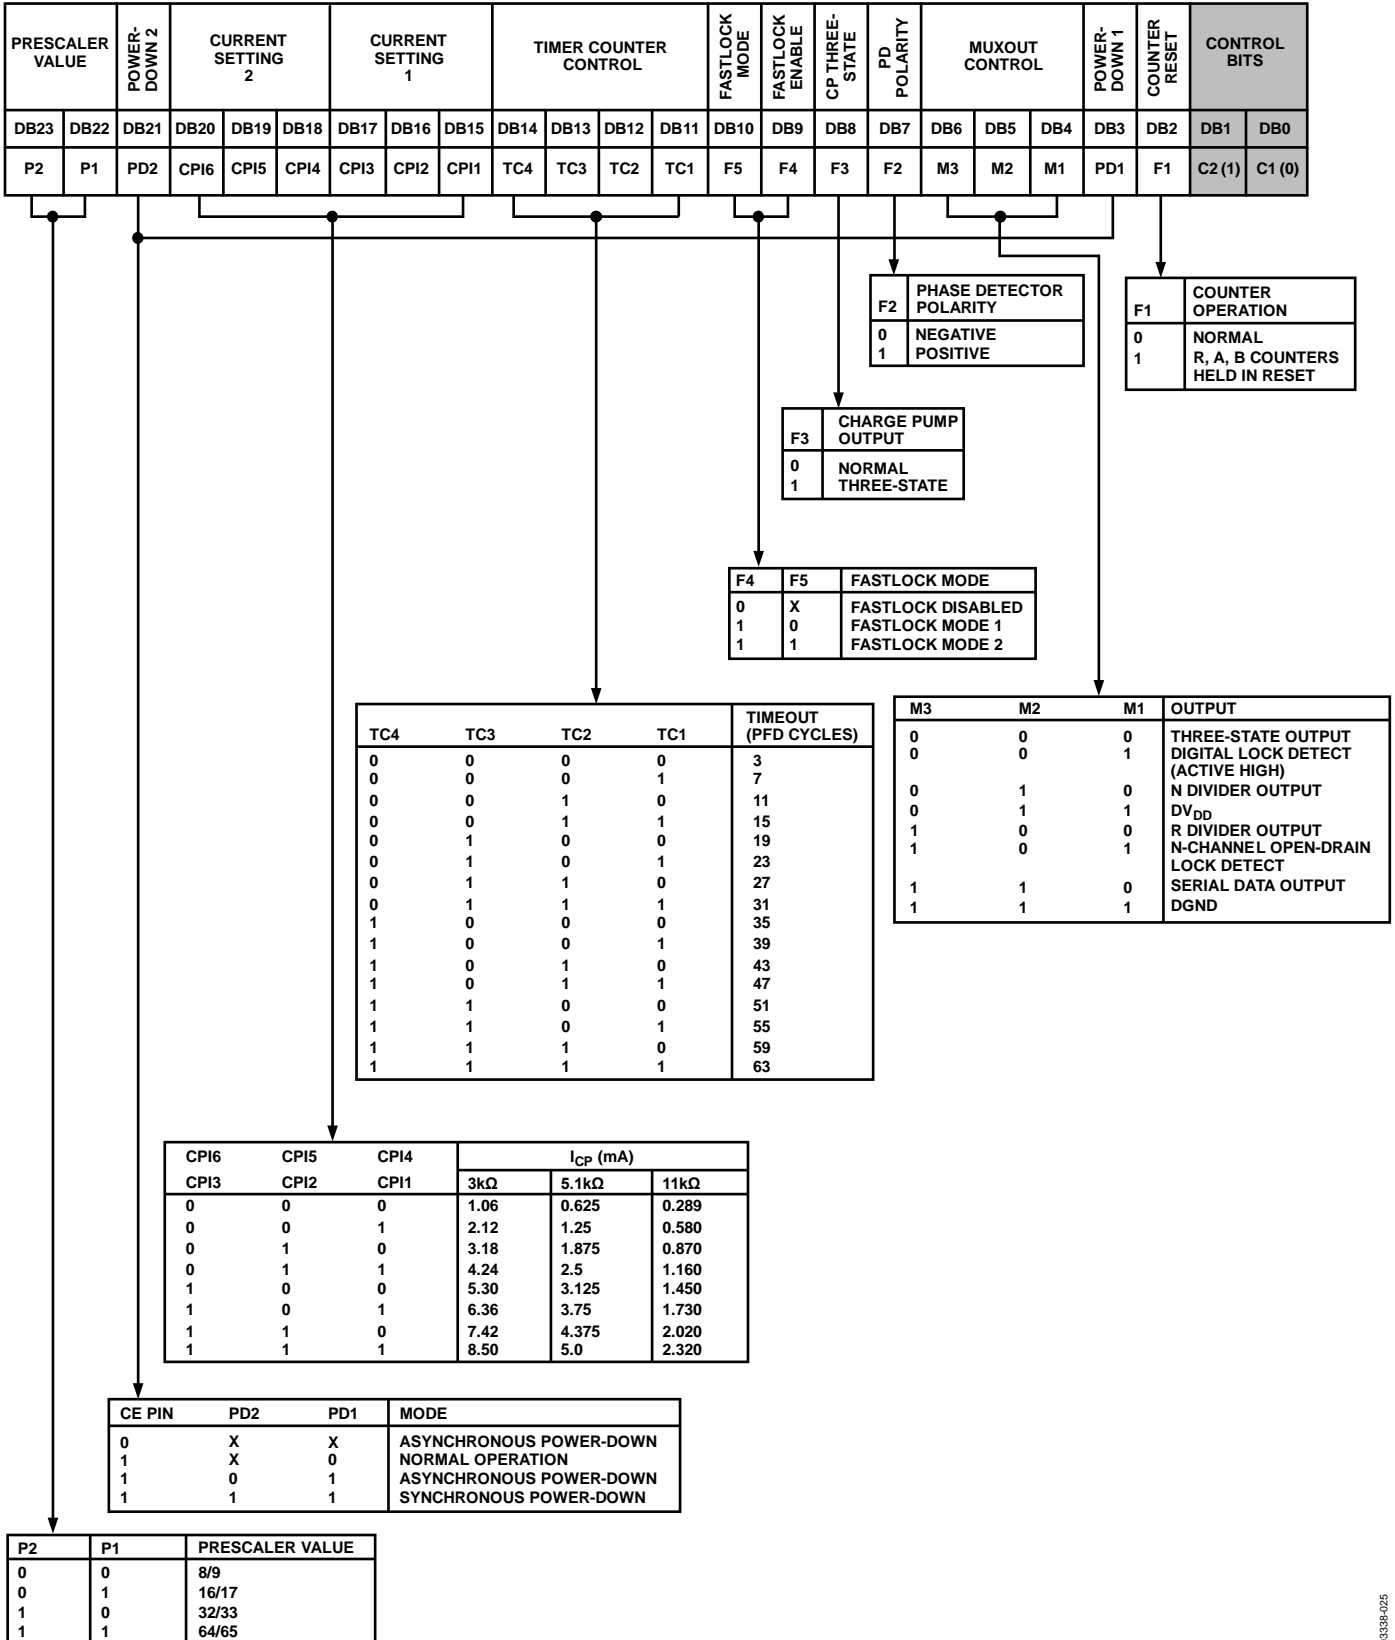 PRESCALER VALUE POWER-DOWN 2 CURRENT SETTING 2 CURRENT SETTING 1 TIMER COUNTER CONTROL FASTLOCK MODE FASTLOCK ENABLE CP THREE-STATE PD POLARITY MUXOUT CONTROL POWER-DOWN 1 COUNTER RESET CONTROL BITS
DB23 DB22 DB21 DB20 DB19 DB18 DB17 DB16 DB15 DB14 DB13 DB12 DB11 DB10 DB9 DB8 DB7 DB6 DB5 DB4 DB3 DB2 DB1 DB0
P2 P1 PD2 CPI6 CPI5 CPI4 CPI3 CPI2 CPI1 TC4 TC3 TC2 TC1 F5 F4 F3 F2 M3 M2 M1 PD1 F1 C2 (1) C1 (0)
F2 PHASE DETECTOR POLARITY
0 NEGATIVE
1 POSITIVE
F1 COUNTER OPERATION
0 NORMAL
1 R, A, B COUNTERS
HELD IN RESET
F3 CHARGE PUMP OUTPUT
0 NORMAL
1 THREE-STATE
F4 F5 FASTLOCK MODE
0 X FASTLOCK DISABLED
1 0 FASTLOCK MODE 1
1 1 FASTLOCK MODE 2
M3 M2 M1 OUTPUT
0 0 0 THREE-STATE OUTPUT
0 0 1 DIGITAL LOCK DETECT
(ACTIVE HIGH)
0 1 0 N DIVIDER OUTPUT
0 1 1 DVDD
1 0 0 R DIVIDER OUTPUT
1 0 1 N-CHANNEL OPEN-DRAIN
LOCK DETECT
1 1 0 SERIAL DATA OUTPUT
1 1 1 DGND
TC4 TC3 TC2 TC1 TIMEOUT (PFD CYCLES)
0 0 0 0 3
0 0 0 1 7
0 0 1 0 11
0 0 1 1 15
0 1 0 0 19
0 1 0 1 23
0 1 1 0 27
0 1 1 1 31
1 0 0 0 35
1 0 0 1 39
1 0 1 0 43
1 0 1 1 47
1 1 0 0 51
1 1 0 1 55
1 1 1 0 59
1 1 1 1 63
CPI6 CPI5 CPI4 ICP (mA)
CPI3 CPI2 CPI1 3kΩ 5.1kΩ 11kΩ
0 0 0 1.06 0.625 0.289
0 0 1 2.12 1.25 0.580
0 1 0 3.18 1.875 0.870
0 1 1 4.24 2.5 1.160
1 0 0 5.30 3.125 1.450
1 0 1 6.36 3.75 1.730
1 1 0 7.42 4.375 2.020
1 1 1 8.50 5.0 2.320
CE PIN PD2 PD1 MODE
0 X X ASYNCHRONOUS POWER-DOWN
1 X 0 NORMAL OPERATION
1 0 1 ASYNCHRONOUS POWER-DOWN
1 1 1 SYNCHRONOUS POWER-DOWN
P2 P1 PRESCALER VALUE
0 0 8/9
0 1 16/17
1 0 32/33
1 1 64/65
3338-025